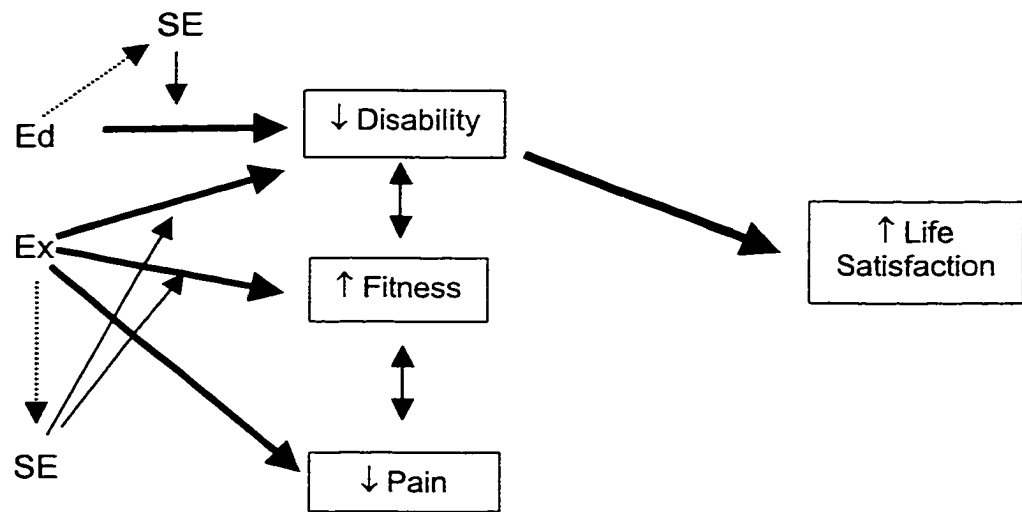 SE
Ed
↓ Disability
Ex
↑ Fitness
↑ Life
Satisfaction
SE
↓ Pain